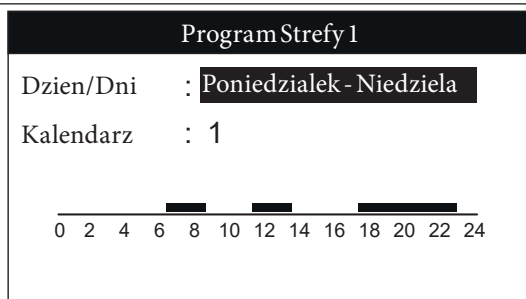 Program Strefy 1
Dzien/Dni : Poniedzialek - Niedziela
Kalendarz : 1
0 2 4 6 8 10 12 14 16 18 20 22 24